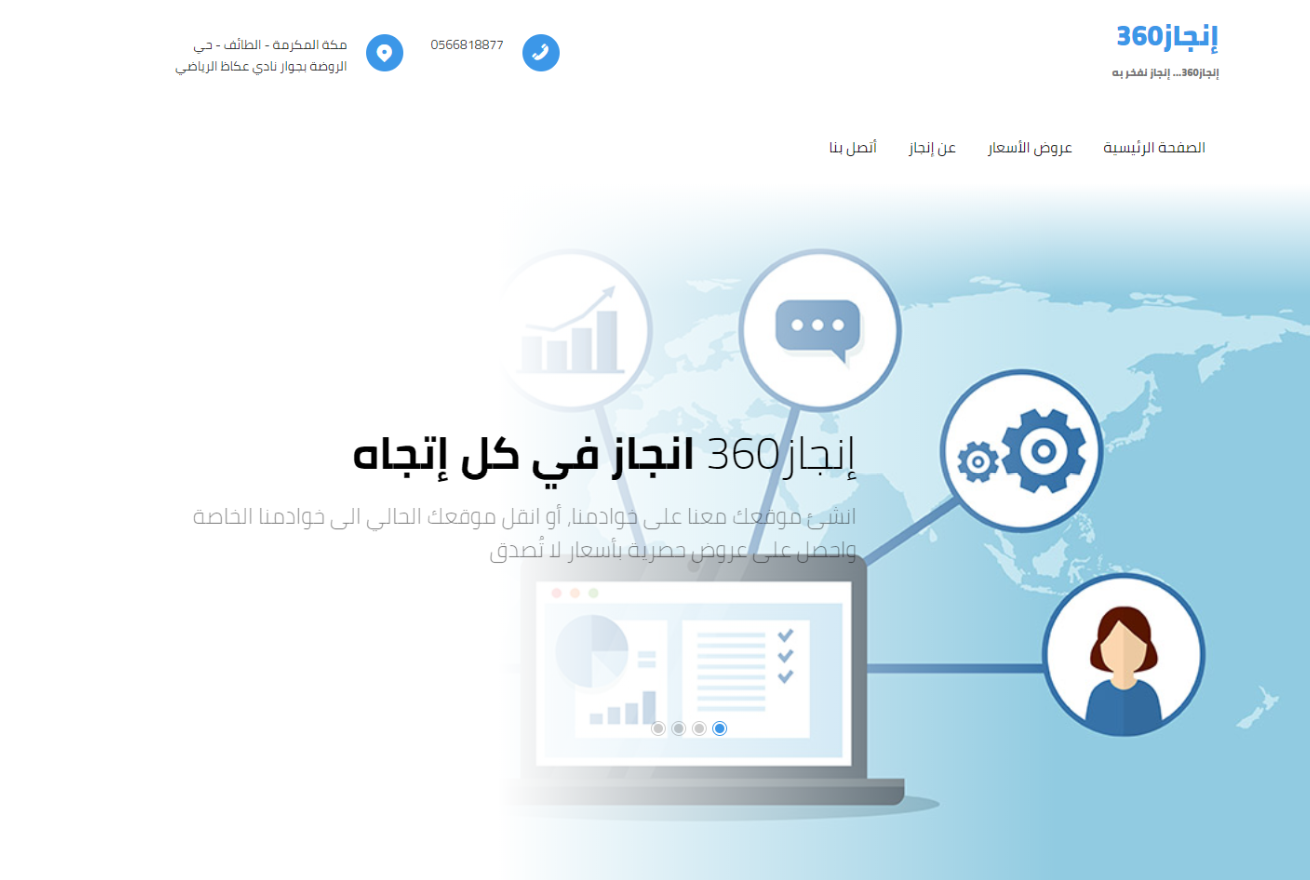 إنجاز360
إنجاز360... إنجاز نفخر به
0566818877
مكة المكرمة - الطائف - حي
الروضة بجوار نادي عكاظ الرياضي
الصفحة الرئيسية
عروض الأسعار
عن إنجاز
أتصل بنا
إنجاز360 انجاز في كل إتجاه
انشئ موقعك معنا على خوادمنا, أو انقل موقعك الحالي الى خوادمنا الخاصة
واحصل على عروض حصرية بأسعار لا تُصدق